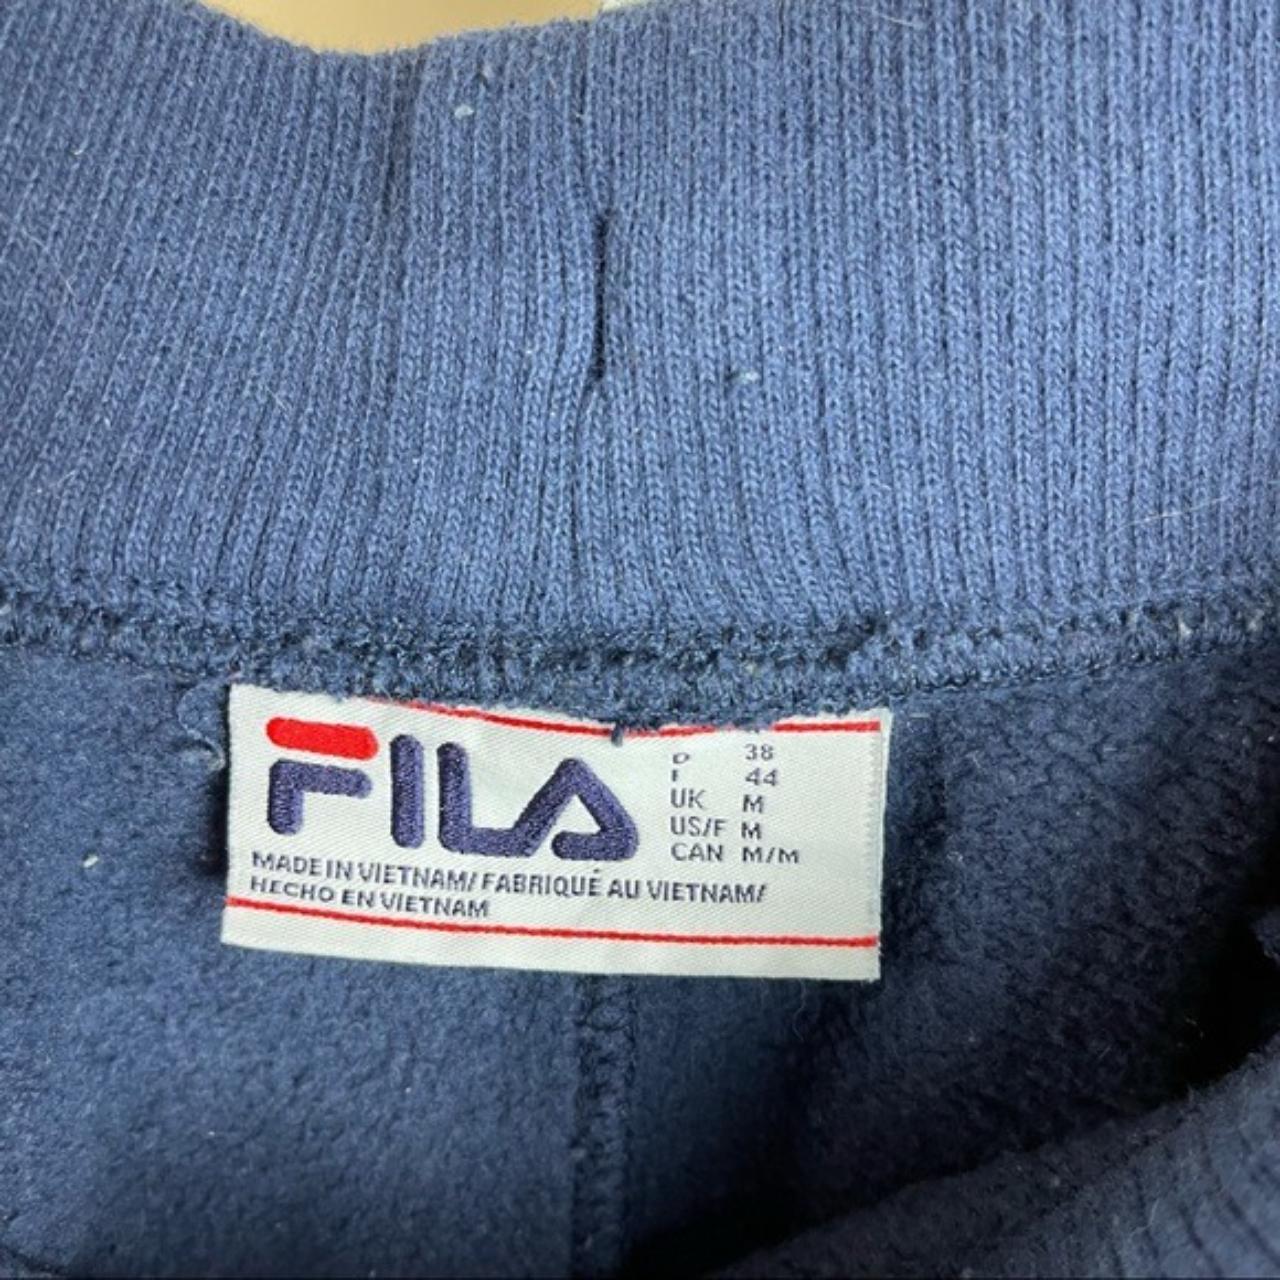 FILA
D 38
I 44
UK M
US/F M
CAN M/M
MADE IN VIETNAM/ FABRIQUÉ AU VIETNAM/
HECHO EN VIETNAM